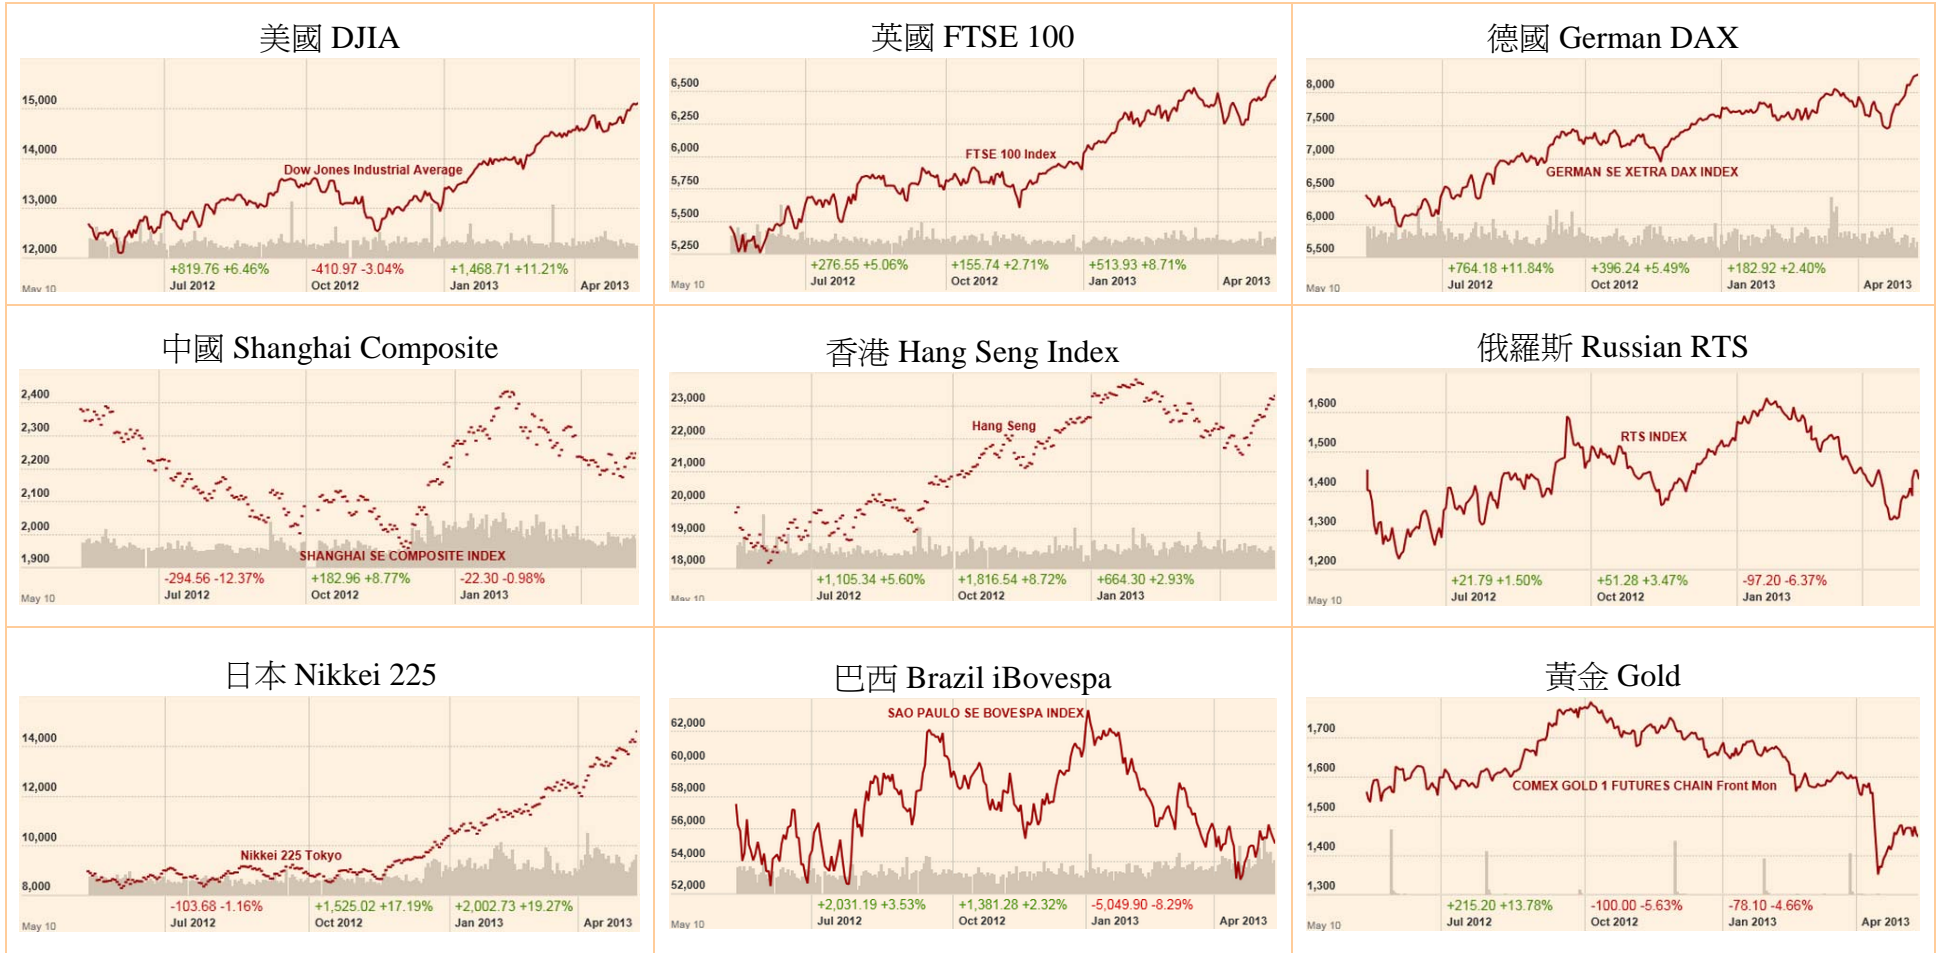 美國 DJIA
15,000
14,000
Dow Jones Industrial Average
13,000
12,000
+819.76 +6.46% -410.97 -3.04% +1,468.71 +11.21%
May 10 Jul 2012 Oct 2012 Jan 2013 Apr 2013
英國 FTSE 100
6,500
6,250
6,000
FTSE 100 Index
5,750
5,500
5,250
+276.55 +5.06% +155.74 +2.71% +513.93 +8.71%
May 10 Jul 2012 Oct 2012 Jan 2013 Apr 2013
德國 German DAX
8,000
7,500
7,000
GERMAN SE XETRA DAX INDEX
6,500
6,000
5,500
+764.18 +11.84% +396.24 +5.49% +182.92 +2.40%
May 10 Jul 2012 Oct 2012 Jan 2013 Apr 2013
中國 Shanghai Composite
2,400
2,300
2,200
2,100
2,000
SHANGHAI SE COMPOSITE INDEX
1,900
-294.56 -12.37% +182.96 +8.77% -22.30 -0.98%
May 10 Jul 2012 Oct 2012 Jan 2013
香港 Hang Seng Index
23,000
Hang Seng
22,000
21,000
20,000
19,000
18,000
+1,105.34 +5.60% +1,816.54 +8.72% +664.30 +2.93%
May 10 Jul 2012 Oct 2012 Jan 2013
俄羅斯 Russian RTS
1,600
RTS INDEX
1,500
1,400
1,300
1,200
+21.79 +1.50% +51.28 +3.47% -97.20 -6.37%
May 10 Jul 2012 Oct 2012 Jan 2013
日本 Nikkei 225
14,000
12,000
10,000
Nikkei 225 Tokyo
8,000
-103.68 -1.16% +1,525.02 +17.19% +2,002.73 +19.27%
May 10 Jul 2012 Oct 2012 Jan 2013 Apr 2013
巴西 Brazil iBovespa
SAO PAULO SE BOVESPA INDEX
62,000
60,000
58,000
56,000
54,000
52,000
+2,031.19 +3.53% +1,381.28 +2.32% -5,049.90 -8.29%
May 10 Jul 2012 Oct 2012 Jan 2013 Apr 2013
黃金 Gold
1,700
1,600
COMEX GOLD 1 FUTURES CHAIN Front Mon
1,500
1,400
1,300
+215.20 +13.78% -100.00 -5.63% -78.10 -4.66%
May 10 Jul 2012 Oct 2012 Jan 2013 Apr 2013